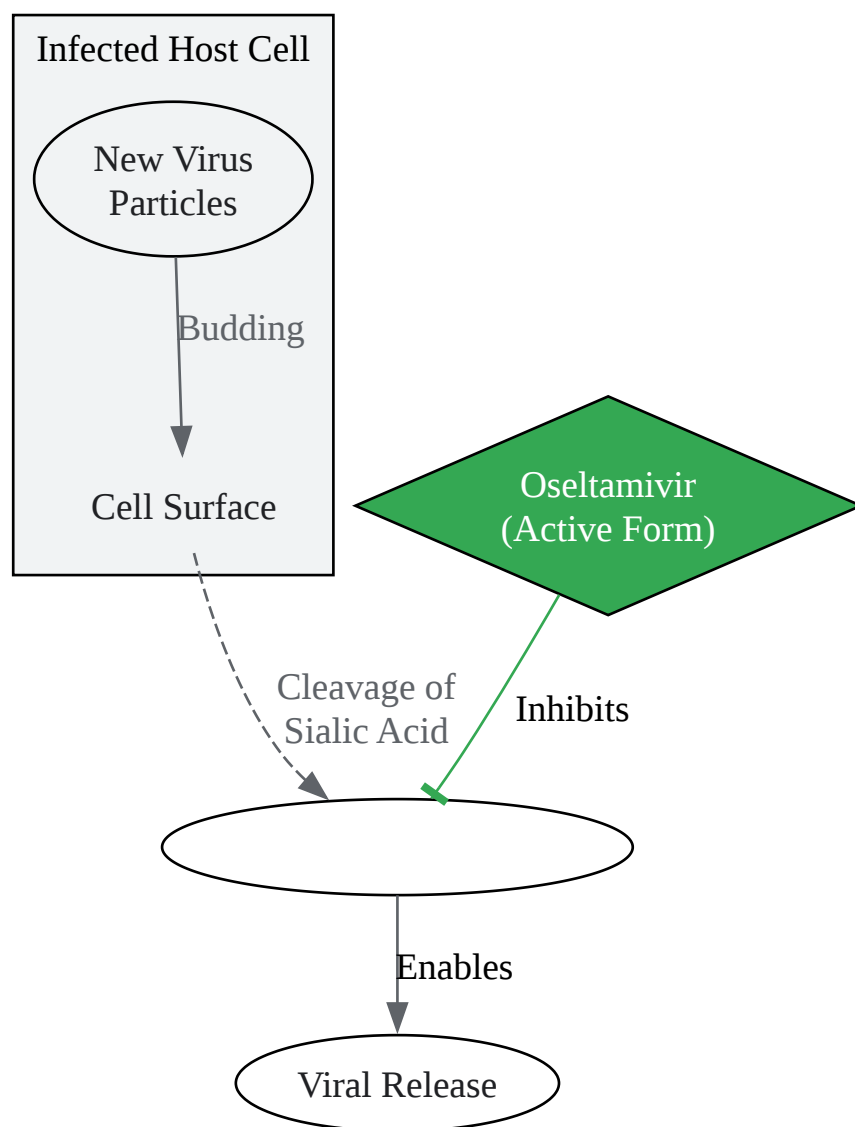 Infected Host Cell
New Virus
Particles
Budding
Cell Surface
Oseltamivir
(Active Form)
Cleavage of
Sialic Acid
Inhibits
Enables
Viral Release